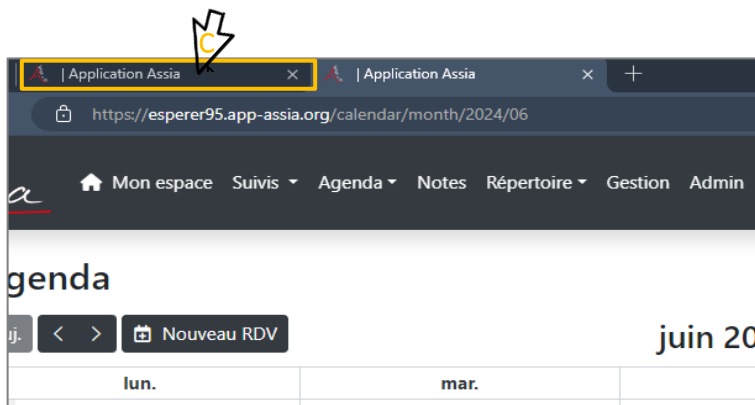 C
| Application Assia × | Application Assia × +
https://esperer95.app-assia.org/calendar/month/2024/06
a Mon espace Suivis Agenda Notes Répertoire Gestion Admin
genda
uj. < > Nouveau RDV juin 20
lun. mar.